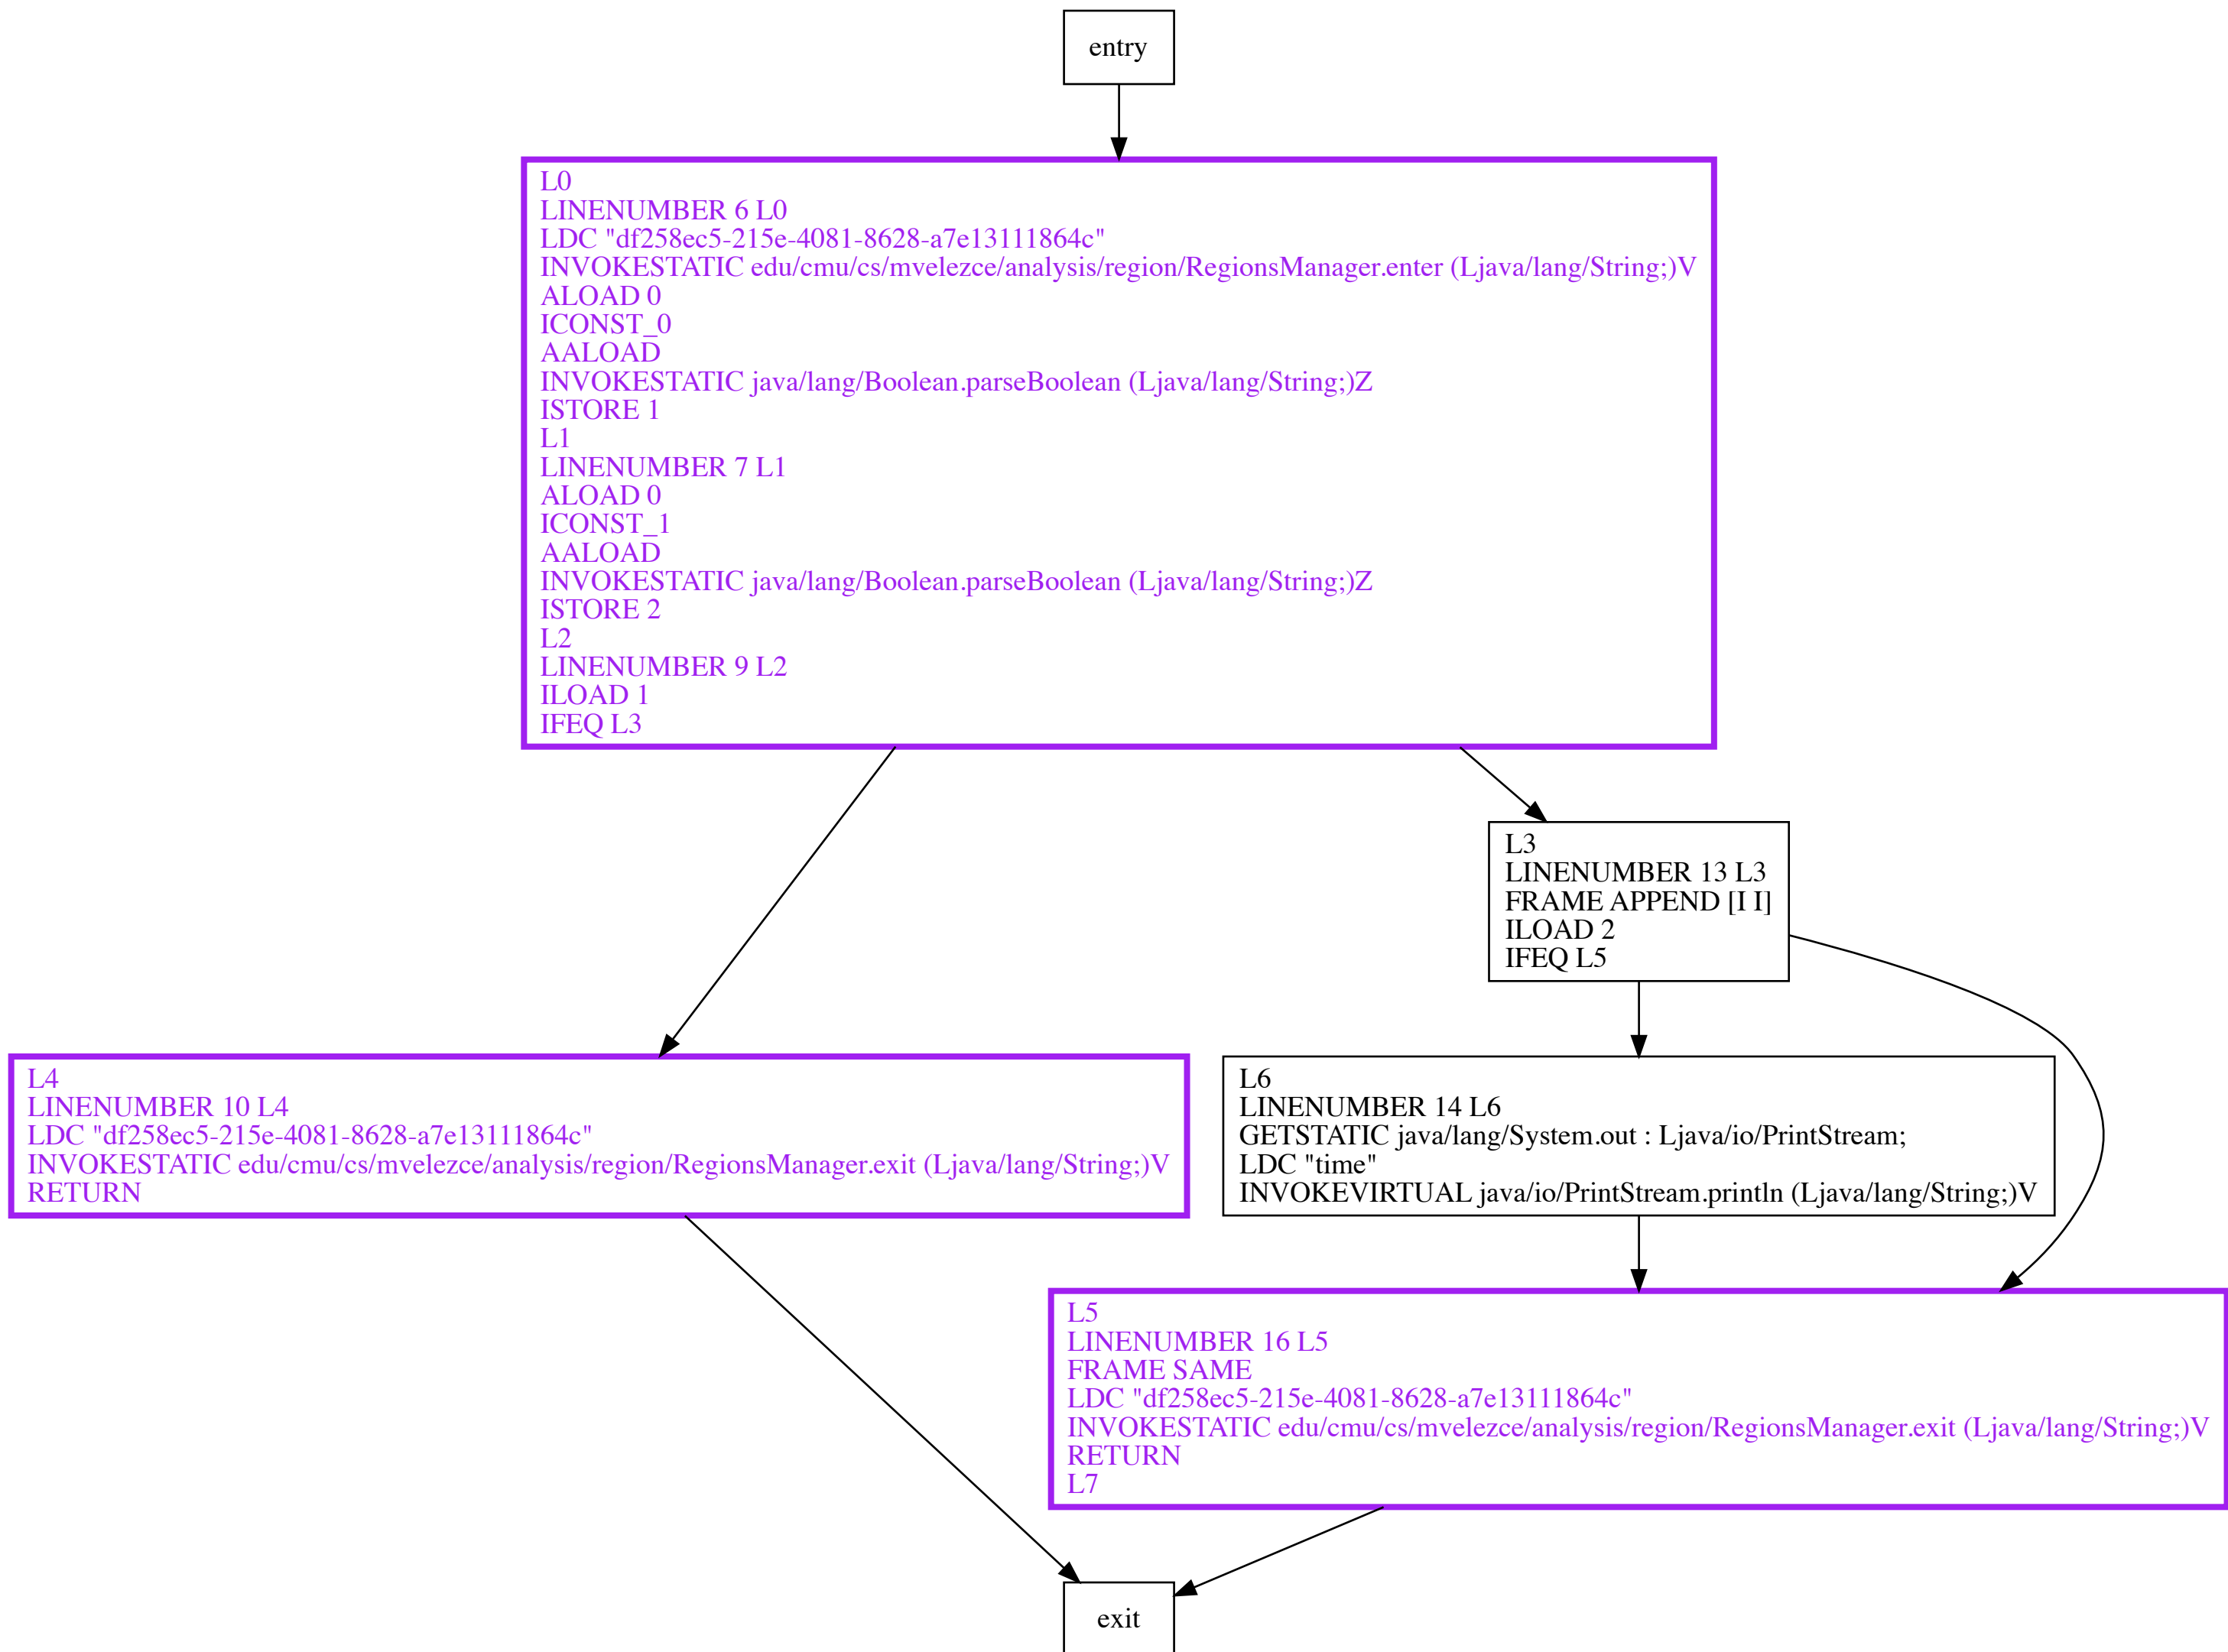 entry
L0
LINENUMBER 6 L0
LDC "df258ec5-215e-4081-8628-a7e13111864c"
INVOKESTATIC edu/cmu/cs/mvelezce/analysis/region/RegionsManager.enter (Ljava/lang/String;)V
ALOAD 0
ICONST_0
AALOAD
INVOKESTATIC java/lang/Boolean.parseBoolean (Ljava/lang/String;)Z
ISTORE 1
L1
LINENUMBER 7 L1
ALOAD 0
ICONST_1
AALOAD
INVOKESTATIC java/lang/Boolean.parseBoolean (Ljava/lang/String;)Z
ISTORE 2
L2
LINENUMBER 9 L2
ILOAD 1
IFEQ L3
L3
LINENUMBER 13 L3
FRAME APPEND [I I]
ILOAD 2
IFEQ L5
L4
LINENUMBER 10 L4
LDC "df258ec5-215e-4081-8628-a7e13111864c"
INVOKESTATIC edu/cmu/cs/mvelezce/analysis/region/RegionsManager.exit (Ljava/lang/String;)V
RETURN
L6
LINENUMBER 14 L6
GETSTATIC java/lang/System.out : Ljava/io/PrintStream;
LDC "time"
INVOKEVIRTUAL java/io/PrintStream.println (Ljava/lang/String;)V
L5
LINENUMBER 16 L5
FRAME SAME
LDC "df258ec5-215e-4081-8628-a7e13111864c"
INVOKESTATIC edu/cmu/cs/mvelezce/analysis/region/RegionsManager.exit (Ljava/lang/String;)V
RETURN
L7
exit